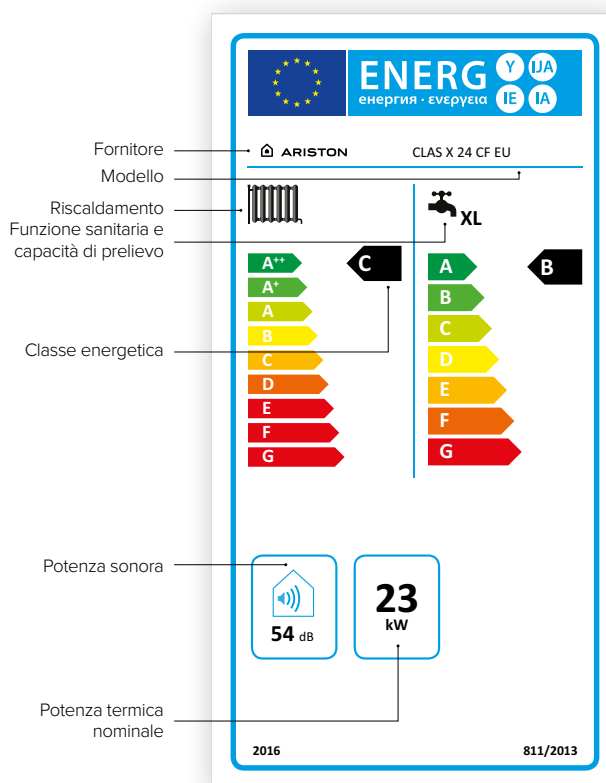 ENERG Y IJA
енергия · ενεργεια IE IA
Fornitore
ARISTON CLAS X 24 CF EU
Modello
Riscaldamento
Funzione sanitaria e
capacità di prelievo
XL
A++
A+
A
B
C
D
E
F
G
C
A
B
C
D
E
F
G
B
Classe energetica
Potenza sonora
54 dB
23
kW
Potenza termica
nominale
2016 811/2013